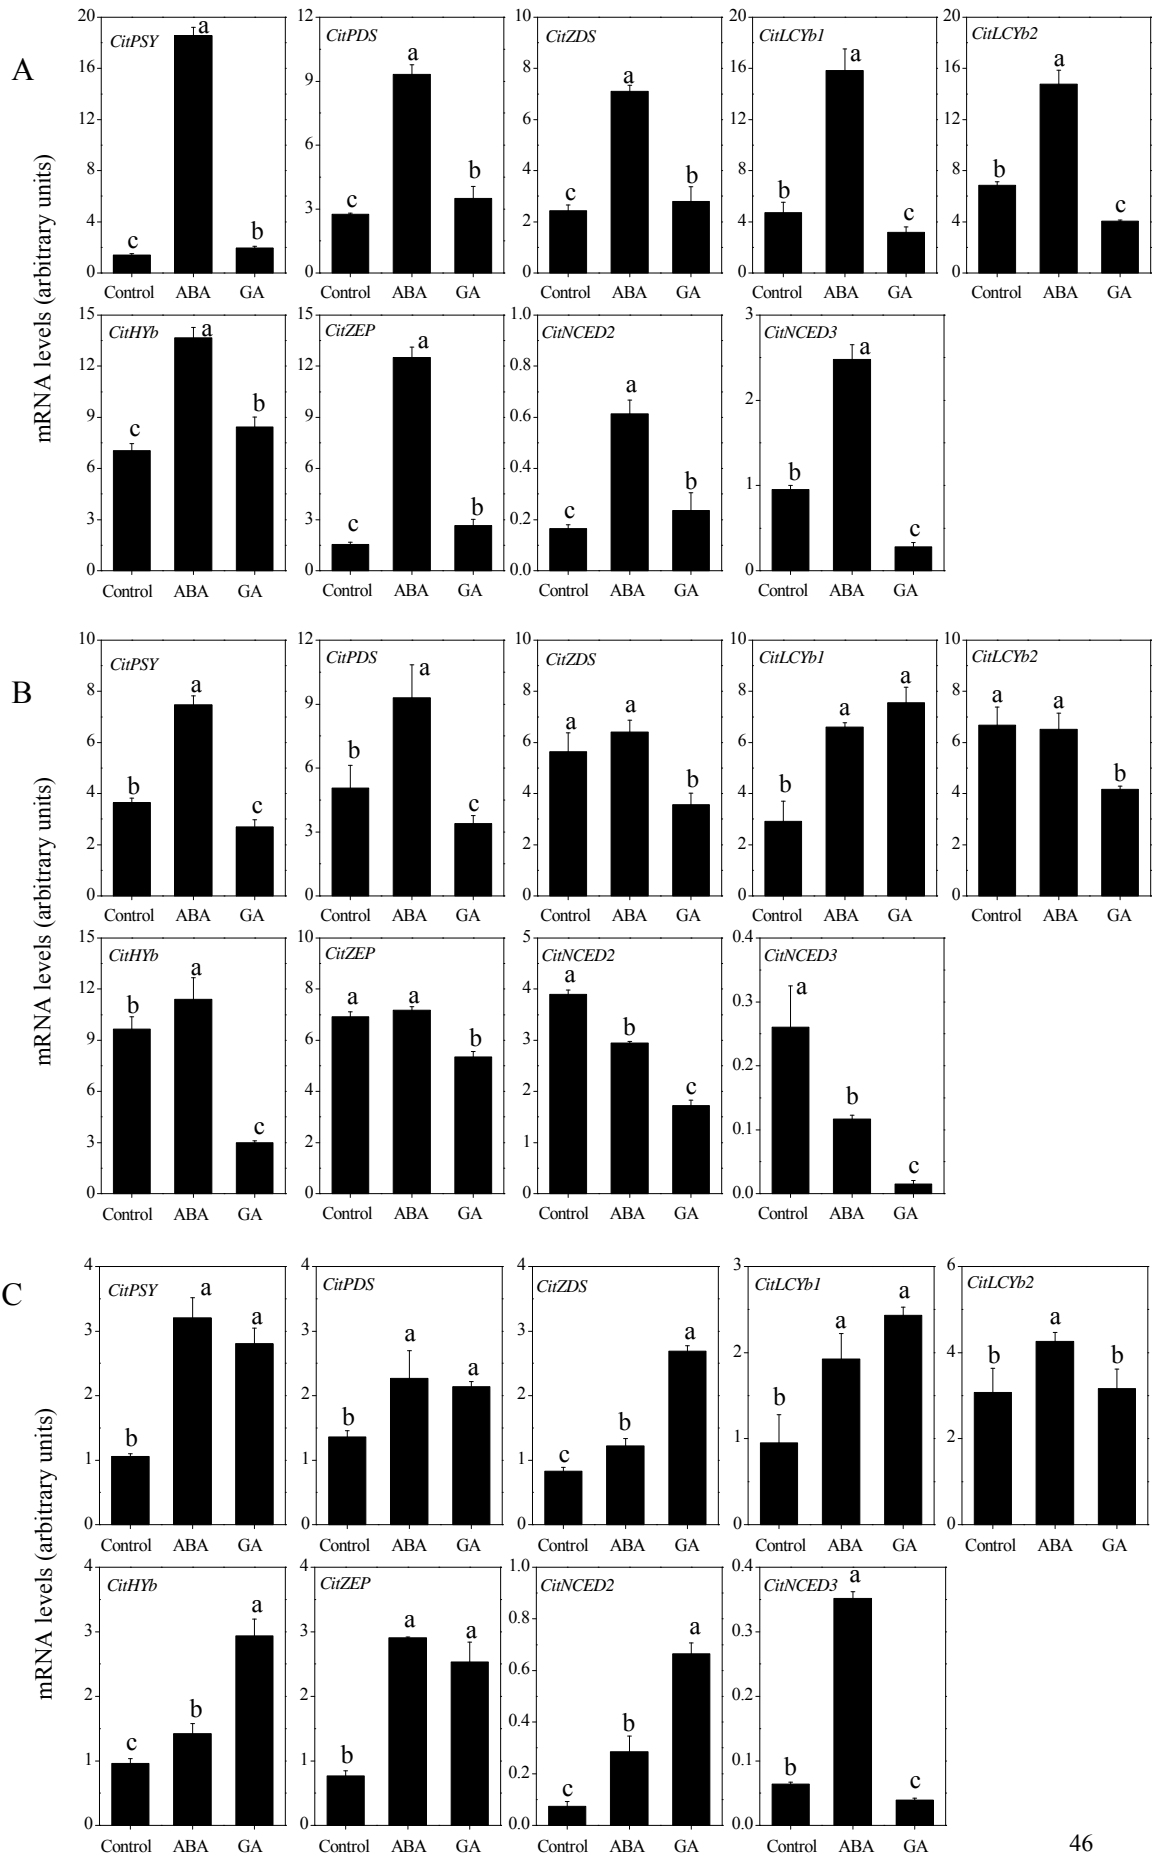 A
mRNA levels (arbitrary units)
CitPSY
20
16
12
8
4
0
a
c
b
Control ABA GA
CitPDS
12
9
6
3
0
a
c
b
Control ABA GA
CitZDS
10
8
6
4
2
0
a
c
b
Control ABA GA
CitLCYb1
20
16
12
8
4
0
a
b
c
Control ABA GA
CitLCYb2
20
16
12
8
4
0
a
b
c
Control ABA GA
CitHYb
15
12
9
6
3
0
a
c
b
Control ABA GA
CitZEP
15
12
9
6
3
0
a
c
b
Control ABA GA
CitNCED2
1.0
0.8
0.6
0.4
0.2
0.0
a
c
b
Control ABA GA
CitNCED3
3
2
1
0
a
b
c
Control ABA GA
B
mRNA levels (arbitrary units)
CitPSY
10
8
6
4
2
0
b
a
c
Control ABA GA
CitPDS
12
9
6
3
0
b
a
c
Control ABA GA
CitZDS
10
8
6
4
2
0
a
a
b
Control ABA GA
CitLCYb1
10
8
6
4
2
0
b
a
a
Control ABA GA
CitLCYb2
10
8
6
4
2
0
a
a
b
Control ABA GA
CitHYb
15
12
9
6
3
0
b
a
c
Control ABA GA
CitZEP
10
8
6
4
2
0
a
a
b
Control ABA GA
CitNCED2
5
4
3
2
1
0
a
b
c
Control ABA GA
CitNCED3
0.4
0.3
0.2
0.1
0.0
a
b
c
Control ABA GA
C
mRNA levels (arbitrary units)
CitPSY
4
3
2
1
0
b
a
a
Control ABA GA
CitPDS
4
3
2
1
0
b
a
a
Control ABA GA
CitZDS
4
3
2
1
0
c
b
a
Control ABA GA
CitLCYb1
3
2
1
0
b
a
a
Control ABA GA
CitLCYb2
6
4
2
0
b
a
b
Control ABA GA
CitHYb
4
3
2
1
0
c
b
a
Control ABA GA
CitZEP
4
3
2
1
0
b
a
a
Control ABA GA
CitNCED2
1.0
0.8
0.6
0.4
0.2
0.0
c
b
a
Control ABA GA
CitNCED3
0.4
0.3
0.2
0.1
0.0
b
a
c
Control ABA GA
46